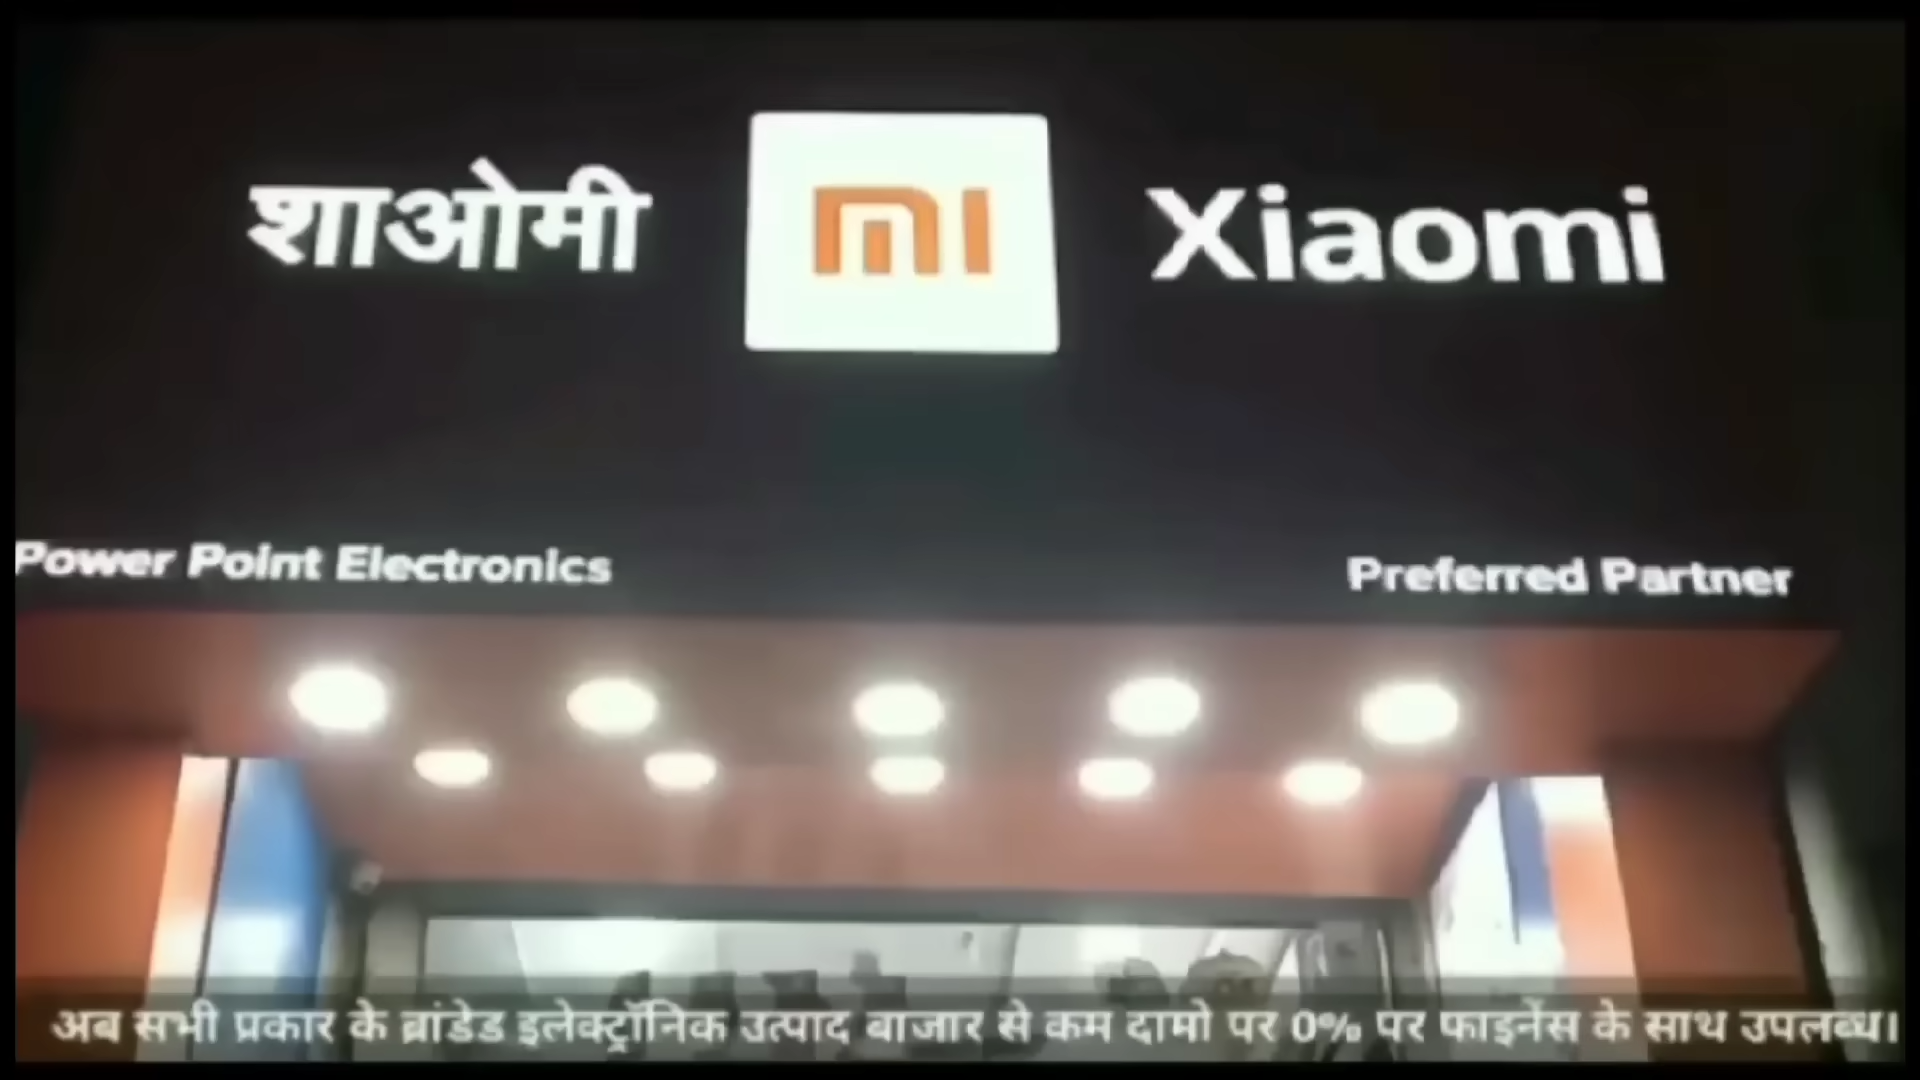 शाओमी mi Xiaomi
Power Point Electronics Preferred Partner
अब सभी प्रकार के ब्रांडेड इलेक्ट्रॉनिक उत्पाद बाजार से कम दामो पर 0% पर फाइनेंस के साथ उपलब्ध।